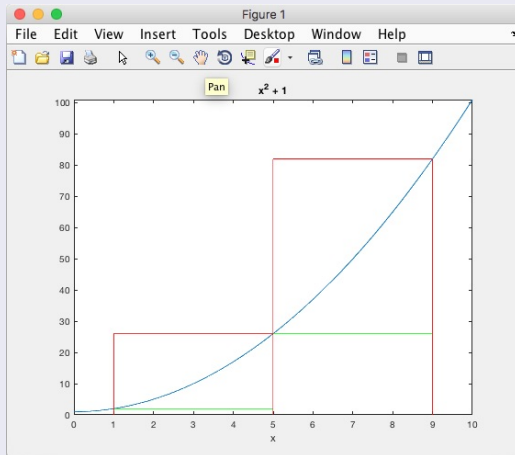 Figure 1
File Edit View Insert Tools Desktop Window Help
Pan
x² + 1
100
90
80
70
60
50
40
30
20
10
0
0 1 2 3 4 5 6 7 8 9 10
x